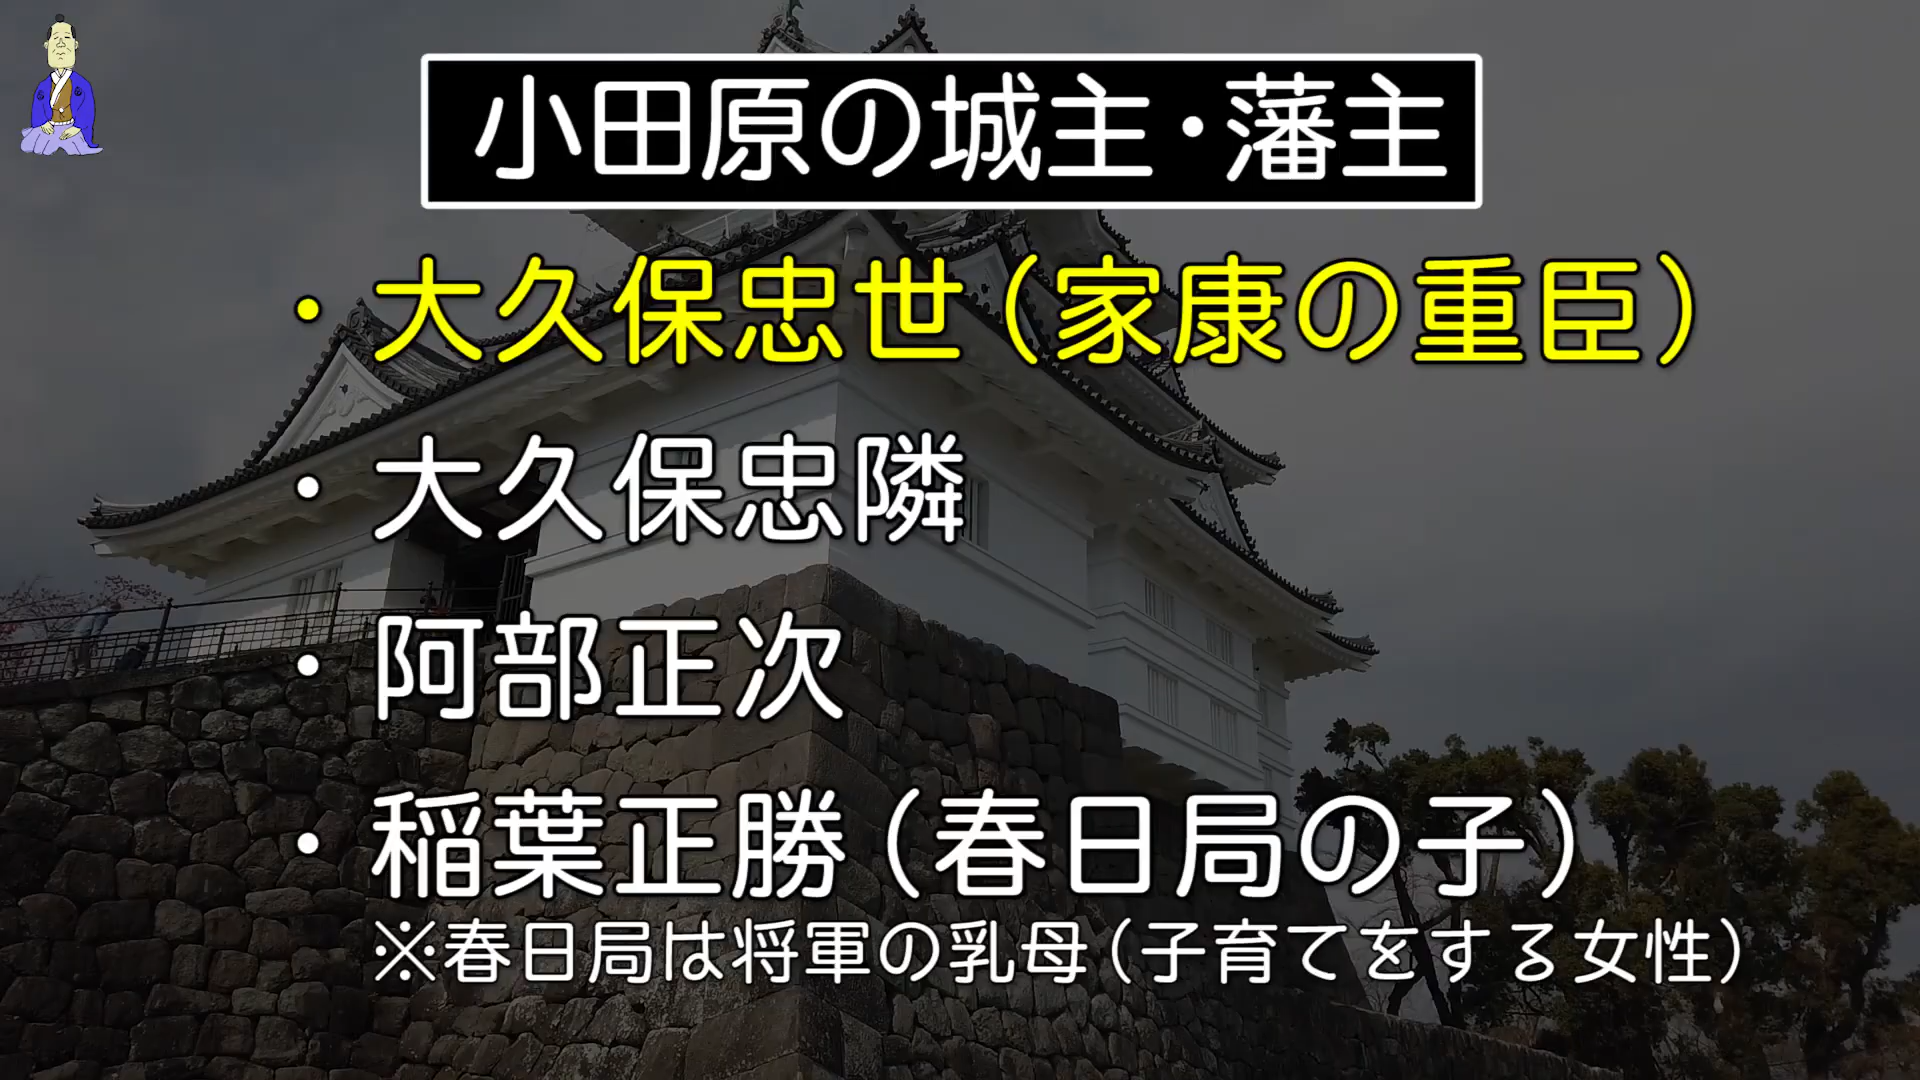 小田原の城主・藩主
・大久保忠世(家康の重臣)
・大久保忠隣
・阿部正次
・稲葉正勝(春日局の子)
※春日局は将軍の乳母(子育てをする女性)